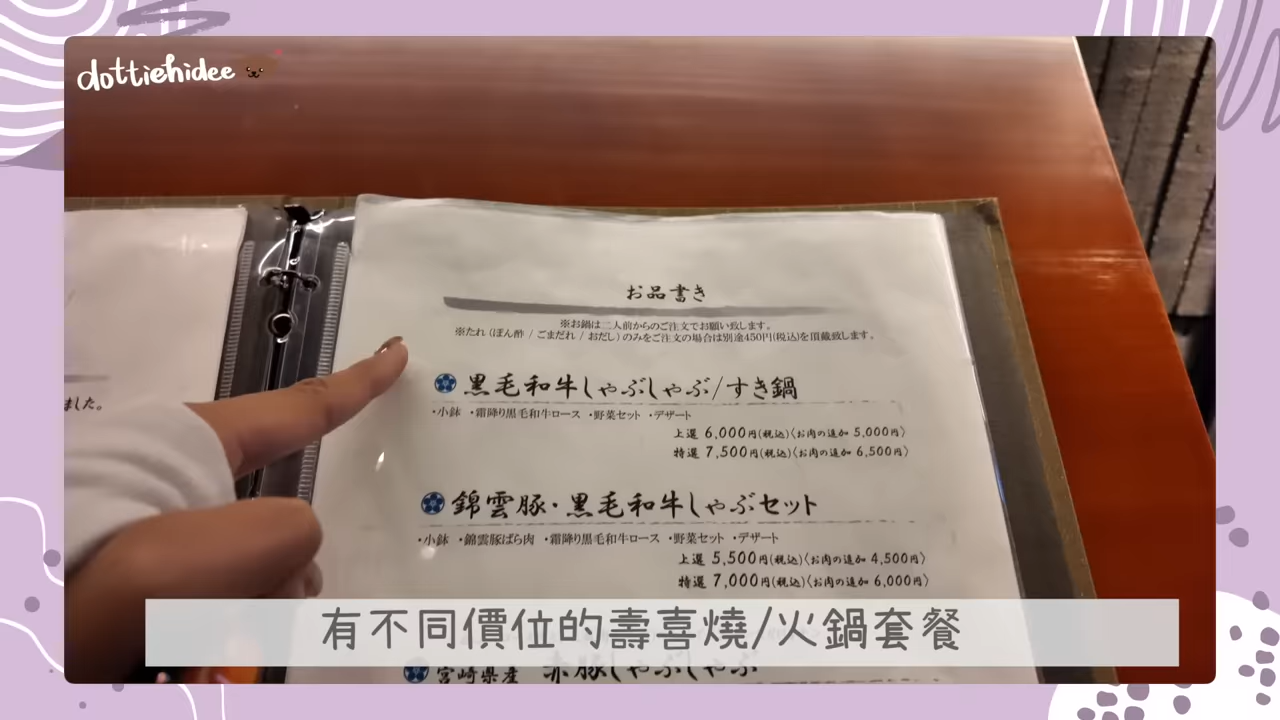 dottiehidee
お品書き
※お鍋は二人前からのご注文でお願い致します。
※たれ(ぽん酢 / ごまだれ / おだし)のみをご注文の場合は別途450円(税込)を頂戴致します。
ました。
黒毛和牛しゃぶしゃぶ/すき鍋
・小鉢 ・霜降り黒毛和牛ロース ・野菜セット ・デザート
上選 6,000円(税込)〈お肉の追加 5,000円〉
特選 7,500円(税込)〈お肉の追加 6,500円〉
錦雲豚・黒毛和牛しゃぶセット
・小鉢 ・錦雲豚ばら肉 ・霜降り黒毛和牛ロース ・野菜セット ・デザート
上選 5,500円(税込)〈お肉の追加 4,500円〉
特選 7,000円(税込)〈お肉の追加 6,000円〉
有不同價位的壽喜燒/火鍋套餐
宮崎県産 赤豚しゃぶしゃぶ